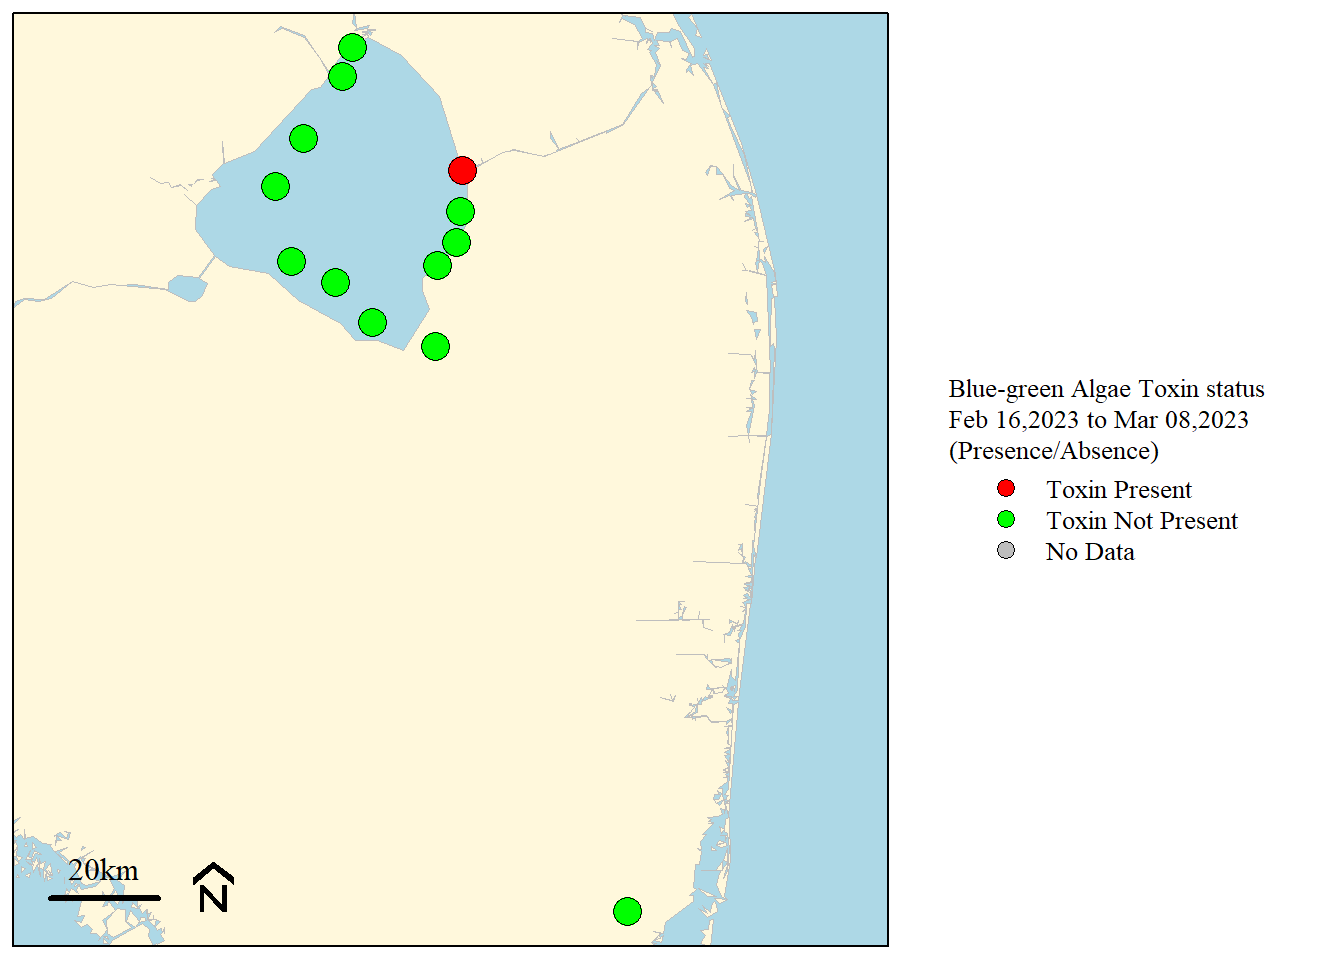 Blue-green Algae Toxin status
Feb 16,2023 to Mar 08,2023
(Presence/Absence)
Toxin Present
Toxin Not Present
No Data
20km
N